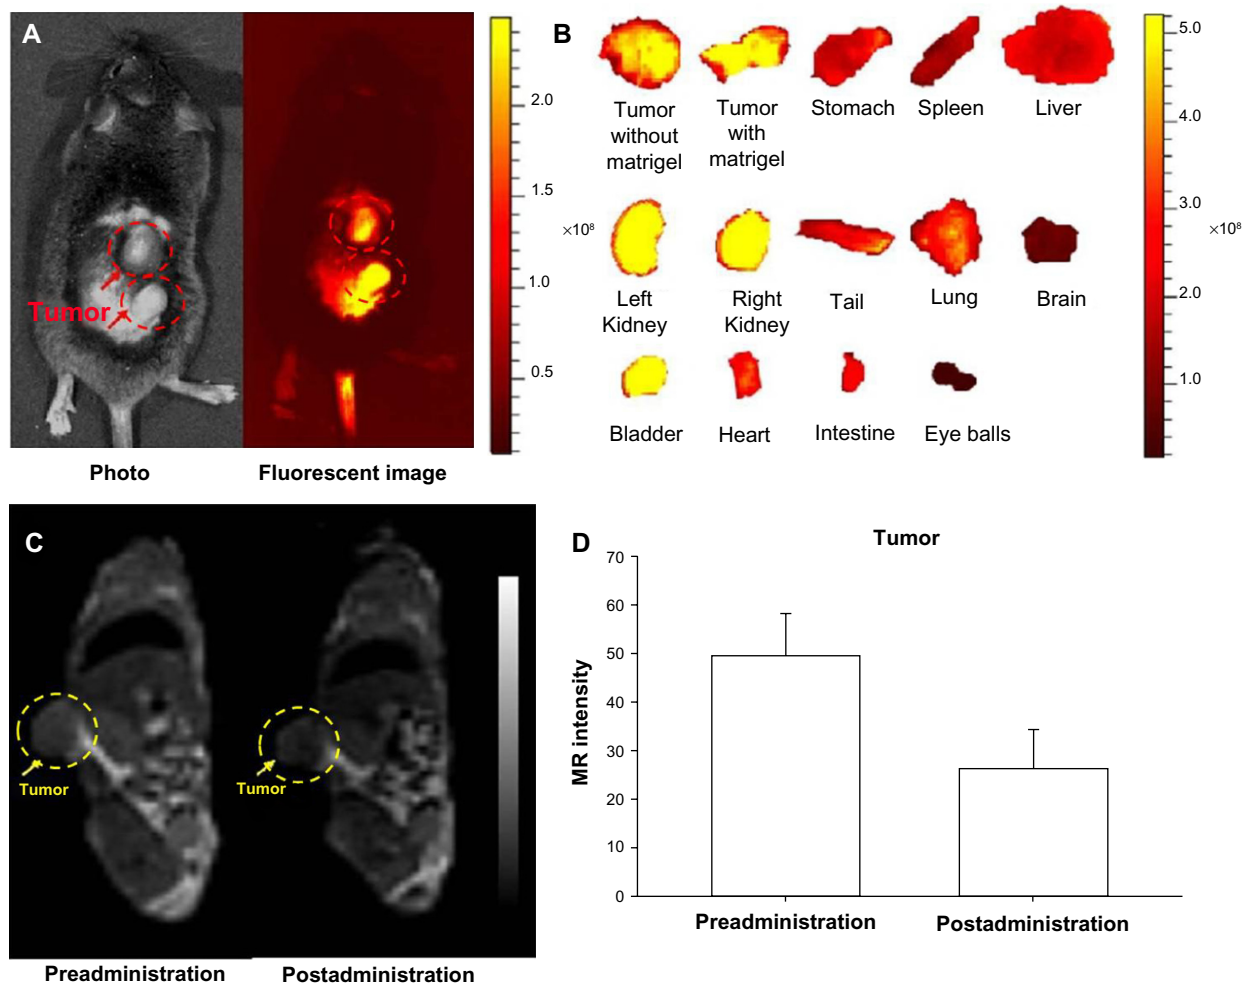 A
Tumor
Photo
Fluorescent image
2.0
1.5
×10⁸
1.0
0.5
B
Tumor
without
matrigel
Tumor
with
matrigel
Stomach
Spleen
Liver
Left
Kidney
Right
Kidney
Tail
Lung
Brain
Bladder
Heart
Intestine
Eye balls
5.0
4.0
3.0
×10⁸
2.0
1.0
C
Tumor
Tumor
Preadministration
Postadministration
D
Tumor
MR intensity
70
60
50
40
30
20
10
0
Preadministration
Postadministration